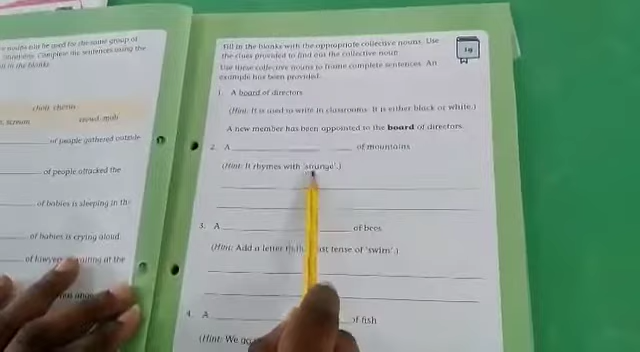 of people gathered outside
of people attacked the
of babies is sleeping in the
of babies is crying aloud.
Fill in the blanks with the appropriate collective nouns. Use
the clues provided to find out the collective noun
Use these collective nouns to frame complete sentences. An
example has been provided.
1. A board of directors
(Hint: It is used to write in classrooms. It is either black or white.)
A new member has been appointed to the board of directors.
2. A of mountains
(Hint: It rhymes with 'strange'.)
3. A of bees
(Hint: Add a letter tense of 'swim'.)
4. A of fish
(Hint: We go